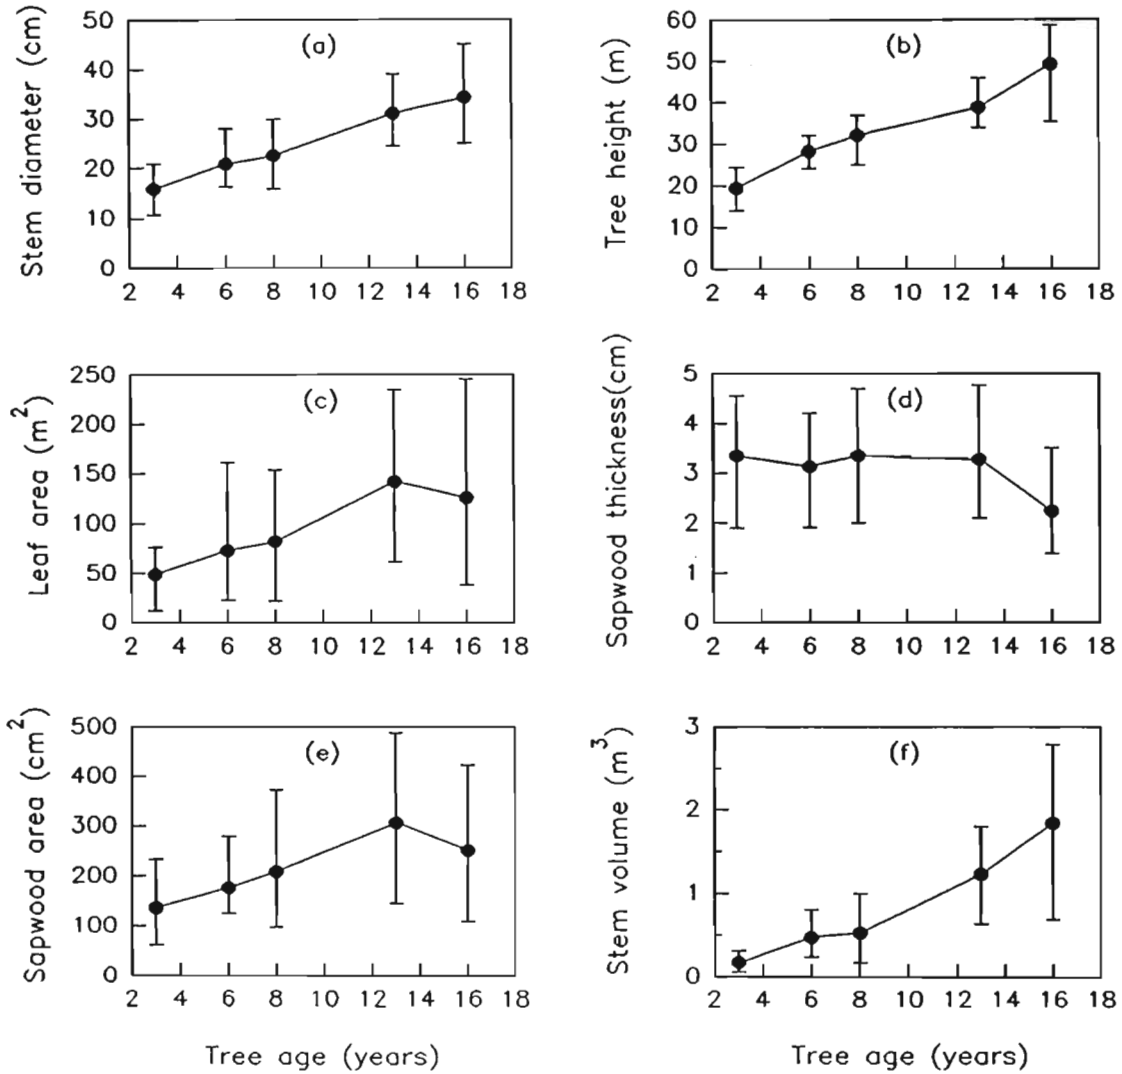 Stem diameter (cm)
50
40
30
20
10
0
(a)
2 4 6 8 10 12 14 16 18
Tree height (m)
60
50
40
30
20
10
0
(b)
2 4 6 8 10 12 14 16 18
Leaf area (m²)
250
200
150
100
50
0
(c)
2 4 6 8 10 12 14 16 18
Sapwood thickness(cm)
5
4
3
2
1
0
(d)
2 4 6 8 10 12 14 16 18
Sapwood area (cm²)
500
400
300
200
100
0
(e)
2 4 6 8 10 12 14 16 18
Tree age (years)
Stem volume (m³)
3
2
1
0
(f)
2 4 6 8 10 12 14 16 18
Tree age (years)